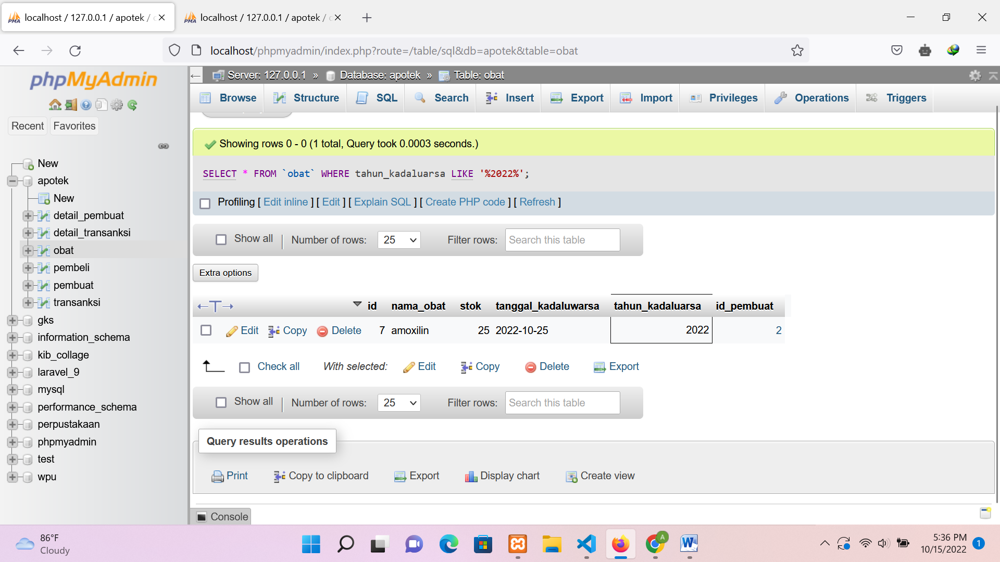 localhost / 127.0.0.1 / apotek /
localhost / 127.0.0.1 / apotek /
localhost/phpmyadmin/index.php?route=/table/sql&db=apotek&table=obat
phpMyAdmin
Recent
Favorites
New
apotek
New
detail_pembuat
detail_transanksi
obat
pembeli
pembuat
transanksi
gks
information_schema
kib_collage
laravel_9
mysql
performance_schema
perpustakaan
phpmyadmin
test
wpu
Server: 127.0.0.1 » Database: apotek » Table: obat
Browse Structure SQL Search Insert Export Import Privileges Operations Triggers
Showing rows 0 - 0 (1 total, Query took 0.0003 seconds.)
SELECT * FROM `obat` WHERE tahun_kadaluarsa LIKE '%2022%';
Profiling [ Edit inline ] [ Edit ] [ Explain SQL ] [ Create PHP code ] [ Refresh ]
Show all Number of rows: 25 Filter rows: Search this table
Extra options
←T→ id nama_obat stok tanggal_kadaluwarsa tahun_kadaluarsa id_pembuat
Edit Copy Delete 7 amoxilin 25 2022-10-25 2022 2
Check all With selected: Edit Copy Delete Export
Show all Number of rows: 25 Filter rows: Search this table
Query results operations
Print Copy to clipboard Export Display chart Create view
Console
86°F
Cloudy
A
5:36 PM
10/15/2022
1